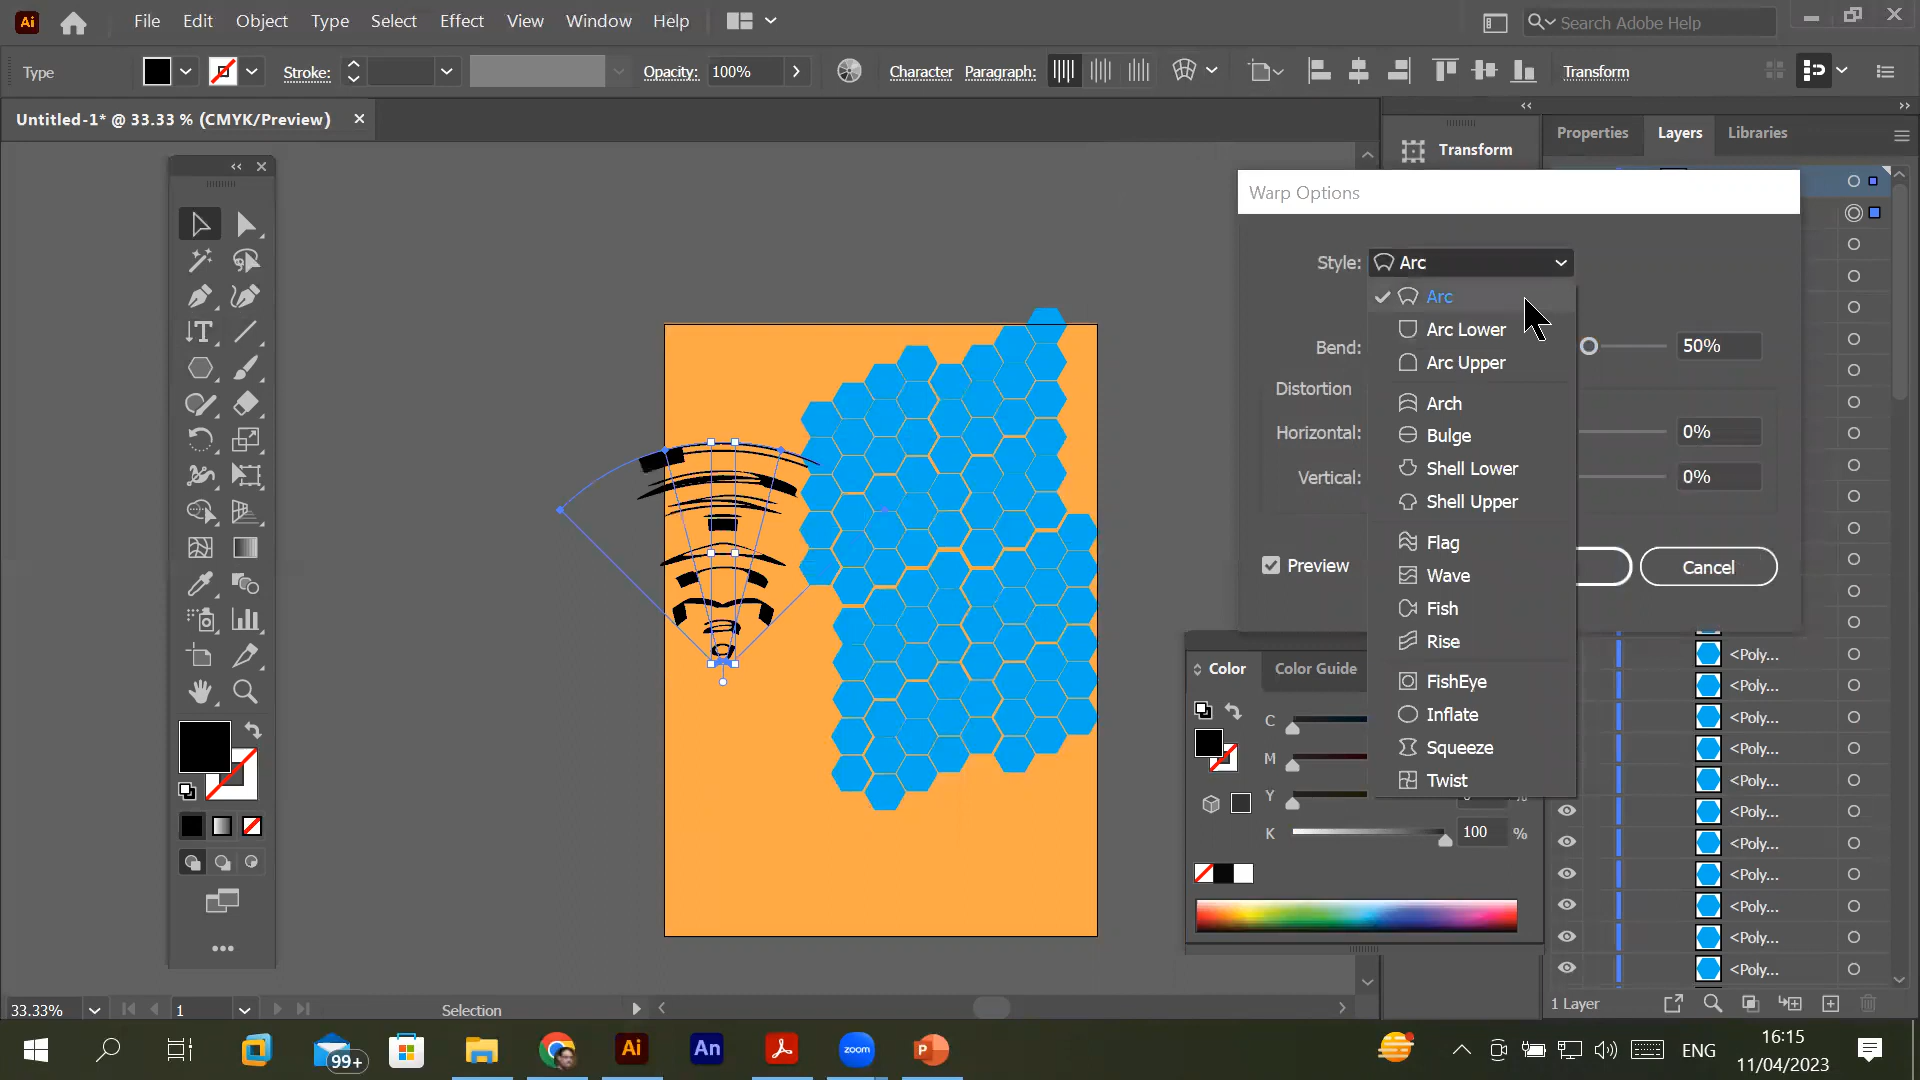 Ai File Edit Object Type Select Effect View Window Help Search Adobe Help
Type Stroke: Opacity: 100% Character Paragraph: Transform
Untitled-1* @ 33.33 % (CMYK/Preview)
Transform
Properties Layers Libraries
Warp Options
Style: Arc
Arc
Arc Lower
Arc Upper
Arch
Bulge
Shell Lower
Shell Upper
Flag
Wave
Fish
Rise
FishEye
Inflate
Squeeze
Twist
Bend: 50%
Distortion
Horizontal: 0%
Vertical: 0%
Preview
Cancel
Color Color Guide
C
M
Y %
K 100 %
<Poly...
<Poly...
<Poly...
<Poly...
<Poly...
<Poly...
<Poly...
<Poly...
<Poly...
<Poly...
<Poly...
1 Layer
33.33% 1 Selection
99+ Ai An zoom P ENG
16:15
11/04/2023